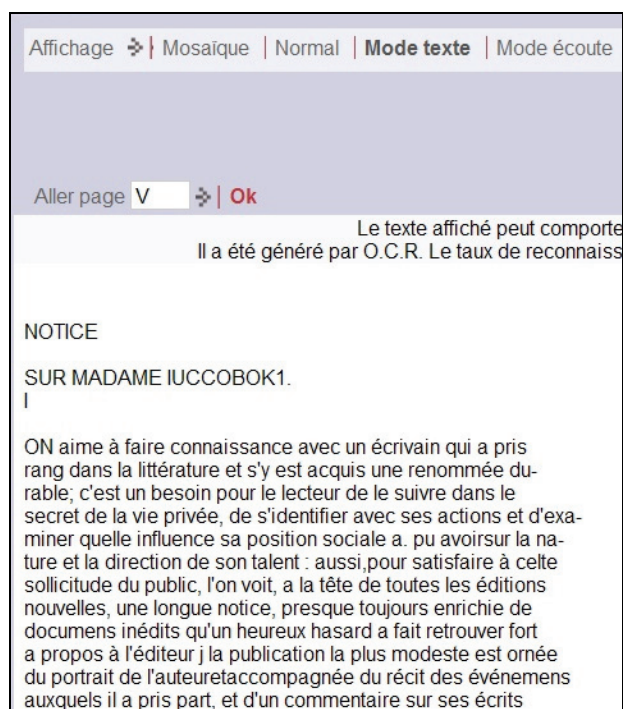 Affichage | Mosaïque | Normal | Mode texte | Mode écoute
Aller page V | Ok
Le texte affiché peut comporte
Il a été généré par O.C.R. Le taux de reconnaiss
NOTICE
SUR MADAME IUCCOBOK1.
l
ON aime à faire connaissance avec un écrivain qui a pris
rang dans la littérature et s'y est acquis une renommée du-
rable; c'est un besoin pour le lecteur de le suivre dans le
secret de la vie privée, de s'identifier avec ses actions et d'exa-
miner quelle influence sa position sociale a. pu avoirsur la na-
ture et la direction de son talent : aussi,pour satisfaire à celte
sollicitude du public, l'on voit, a la tête de toutes les éditions
nouvelles, une longue notice, presque toujours enrichie de
documens inédits qu'un heureux hasard a fait retrouver fort
a propos à l'éditeur j la publication la plus modeste est ornée
du portrait de l'auteuretaccompagnée du récit des événemens
auxquels il a pris part, et d'un commentaire sur ses écrits